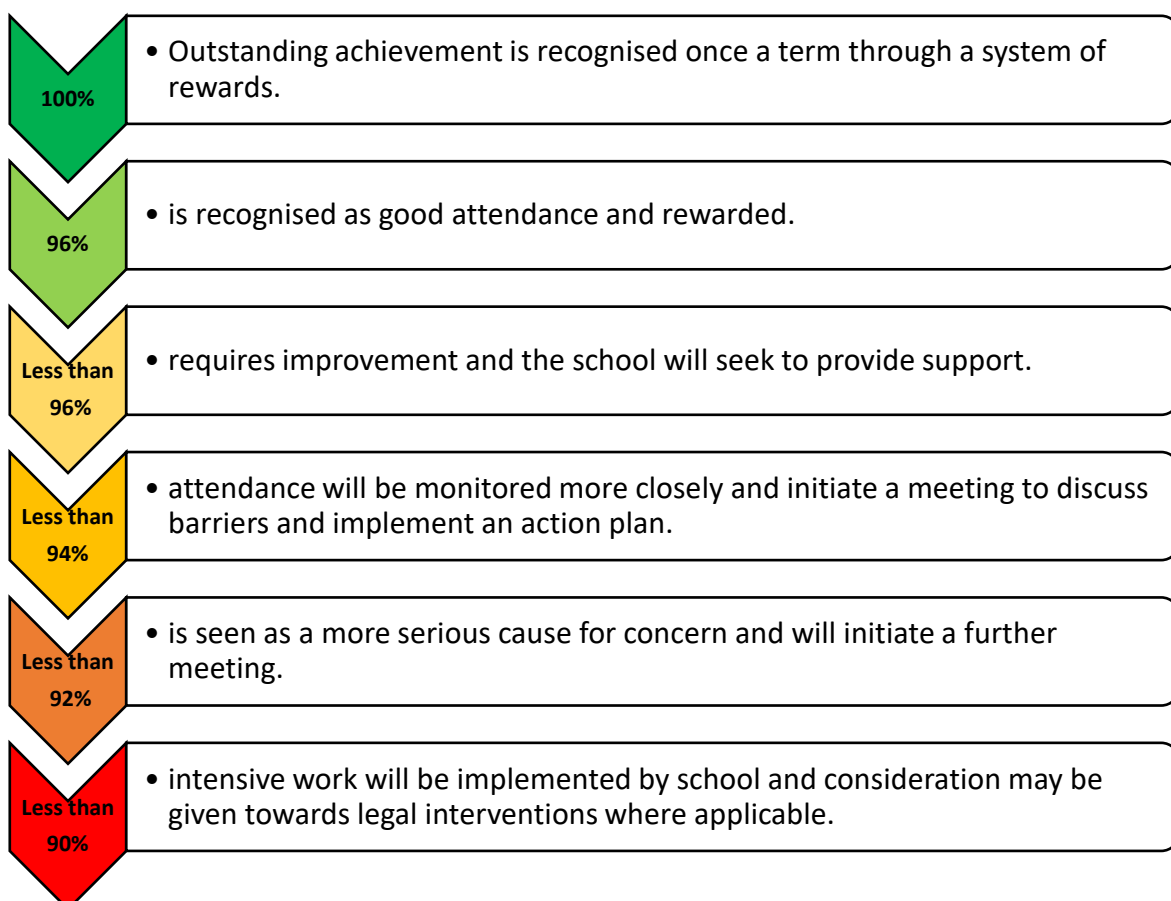 100%
• Outstanding achievement is recognised once a term through a system of
rewards.
96%
• is recognised as good attendance and rewarded.
Less than
96%
• requires improvement and the school will seek to provide support.
Less than
94%
• attendance will be monitored more closely and initiate a meeting to discuss
barriers and implement an action plan.
Less than
92%
• is seen as a more serious cause for concern and will initiate a further
meeting.
Less than
90%
• intensive work will be implemented by school and consideration may be
given towards legal interventions where applicable.